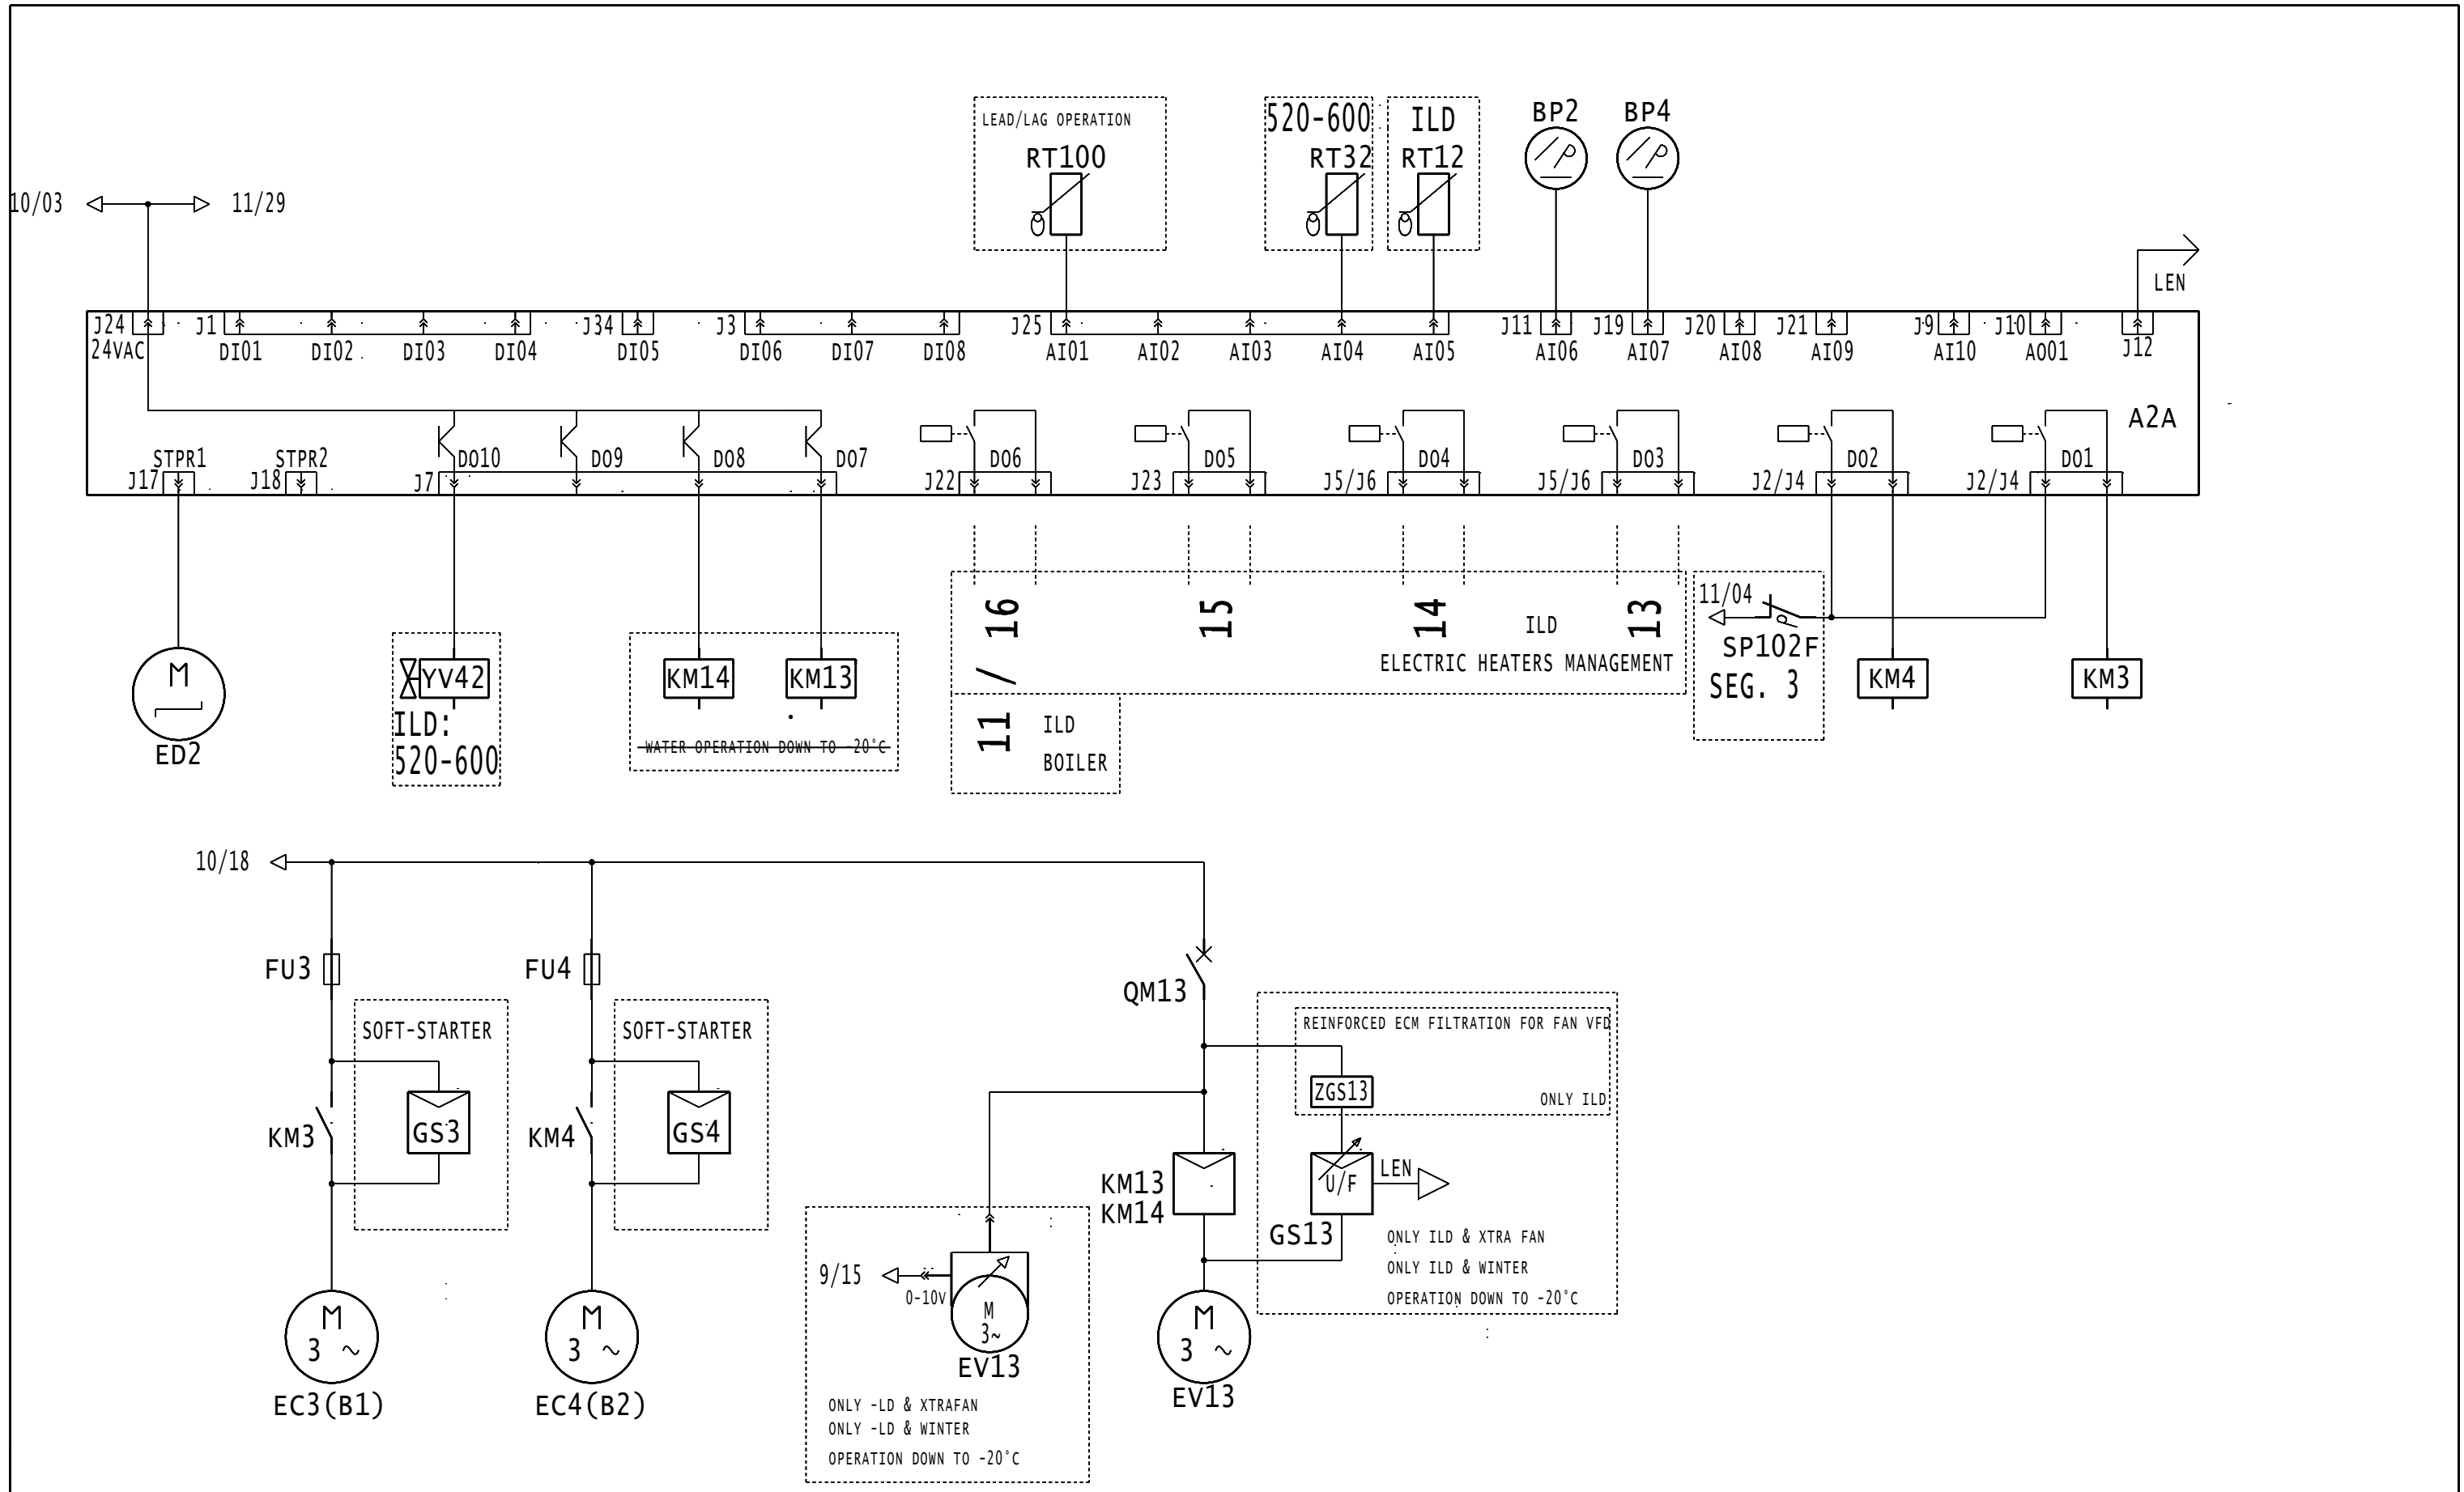 LEAD/LAG OPERATION
RT100
520-600
RT32
ILD
RT12
BP2
BP4
10/03
11/29
LEN
J24
J1
J34
J3
J25
J11
J19
J20
J21
J9
J10
J12
24VAC
DI01
DI02
DI03
DI04
DI05
DI06
DI07
DI08
AI01
AI02
AI03
AI04
AI05
AI06
AI07
AI08
AI09
AI10
AO01
A2A
STPR1
STPR2
DO10
DO9
DO8
DO7
DO6
DO5
DO4
DO3
DO2
DO1
J17
J18
J7
J22
J23
J5/J6
J5/J6
J2/J4
J2/J4
11 / 16
15
14
13
ILD
ELECTRIC HEATERS MANAGEMENT
11/04
SP102F
SEG. 3
KM4
KM3
M
ED2
YV42
ILD:
520-600
KM14
KM13
WATER OPERATION DOWN TO -20°C
ILD
BOILER
10/18
FU3
FU4
QM13
SOFT-STARTER
SOFT-STARTER
REINFORCED ECM FILTRATION FOR FAN VFD
ZGS13
ONLY ILD
KM3
GS3
KM4
GS4
KM13
KM14
U/F
LEN
GS13
ONLY ILD & XTRA FAN
ONLY ILD & WINTER
OPERATION DOWN TO -20°C
9/15
0-10V
M
3~
EV13
ONLY -LD & XTRAFAN
ONLY -LD & WINTER
OPERATION DOWN TO -20°C
M
3 ~
EC3(B1)
M
3 ~
EC4(B2)
M
3 ~
EV13